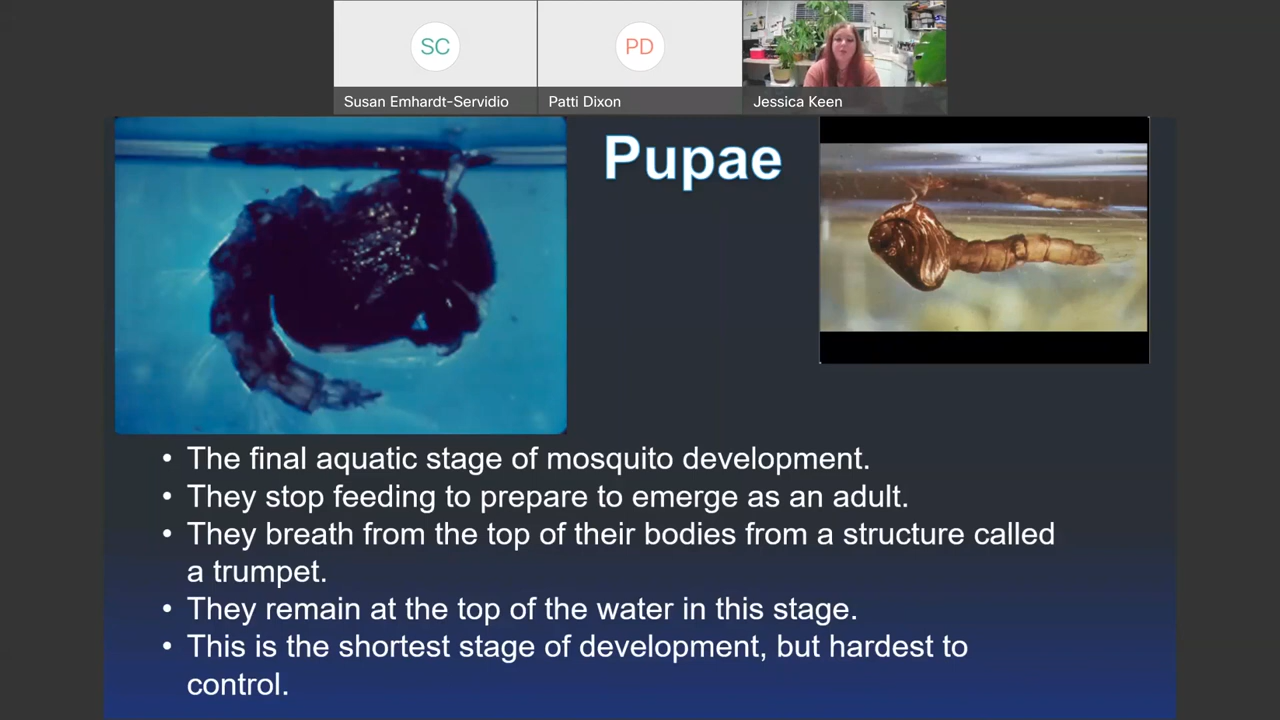 SC
PD
Susan Emhardt-Servidio
Patti Dixon
Jessica Keen
Pupae
• The final aquatic stage of mosquito development.
• They stop feeding to prepare to emerge as an adult.
• They breath from the top of their bodies from a structure called
a trumpet.
• They remain at the top of the water in this stage.
• This is the shortest stage of development, but hardest to
control.